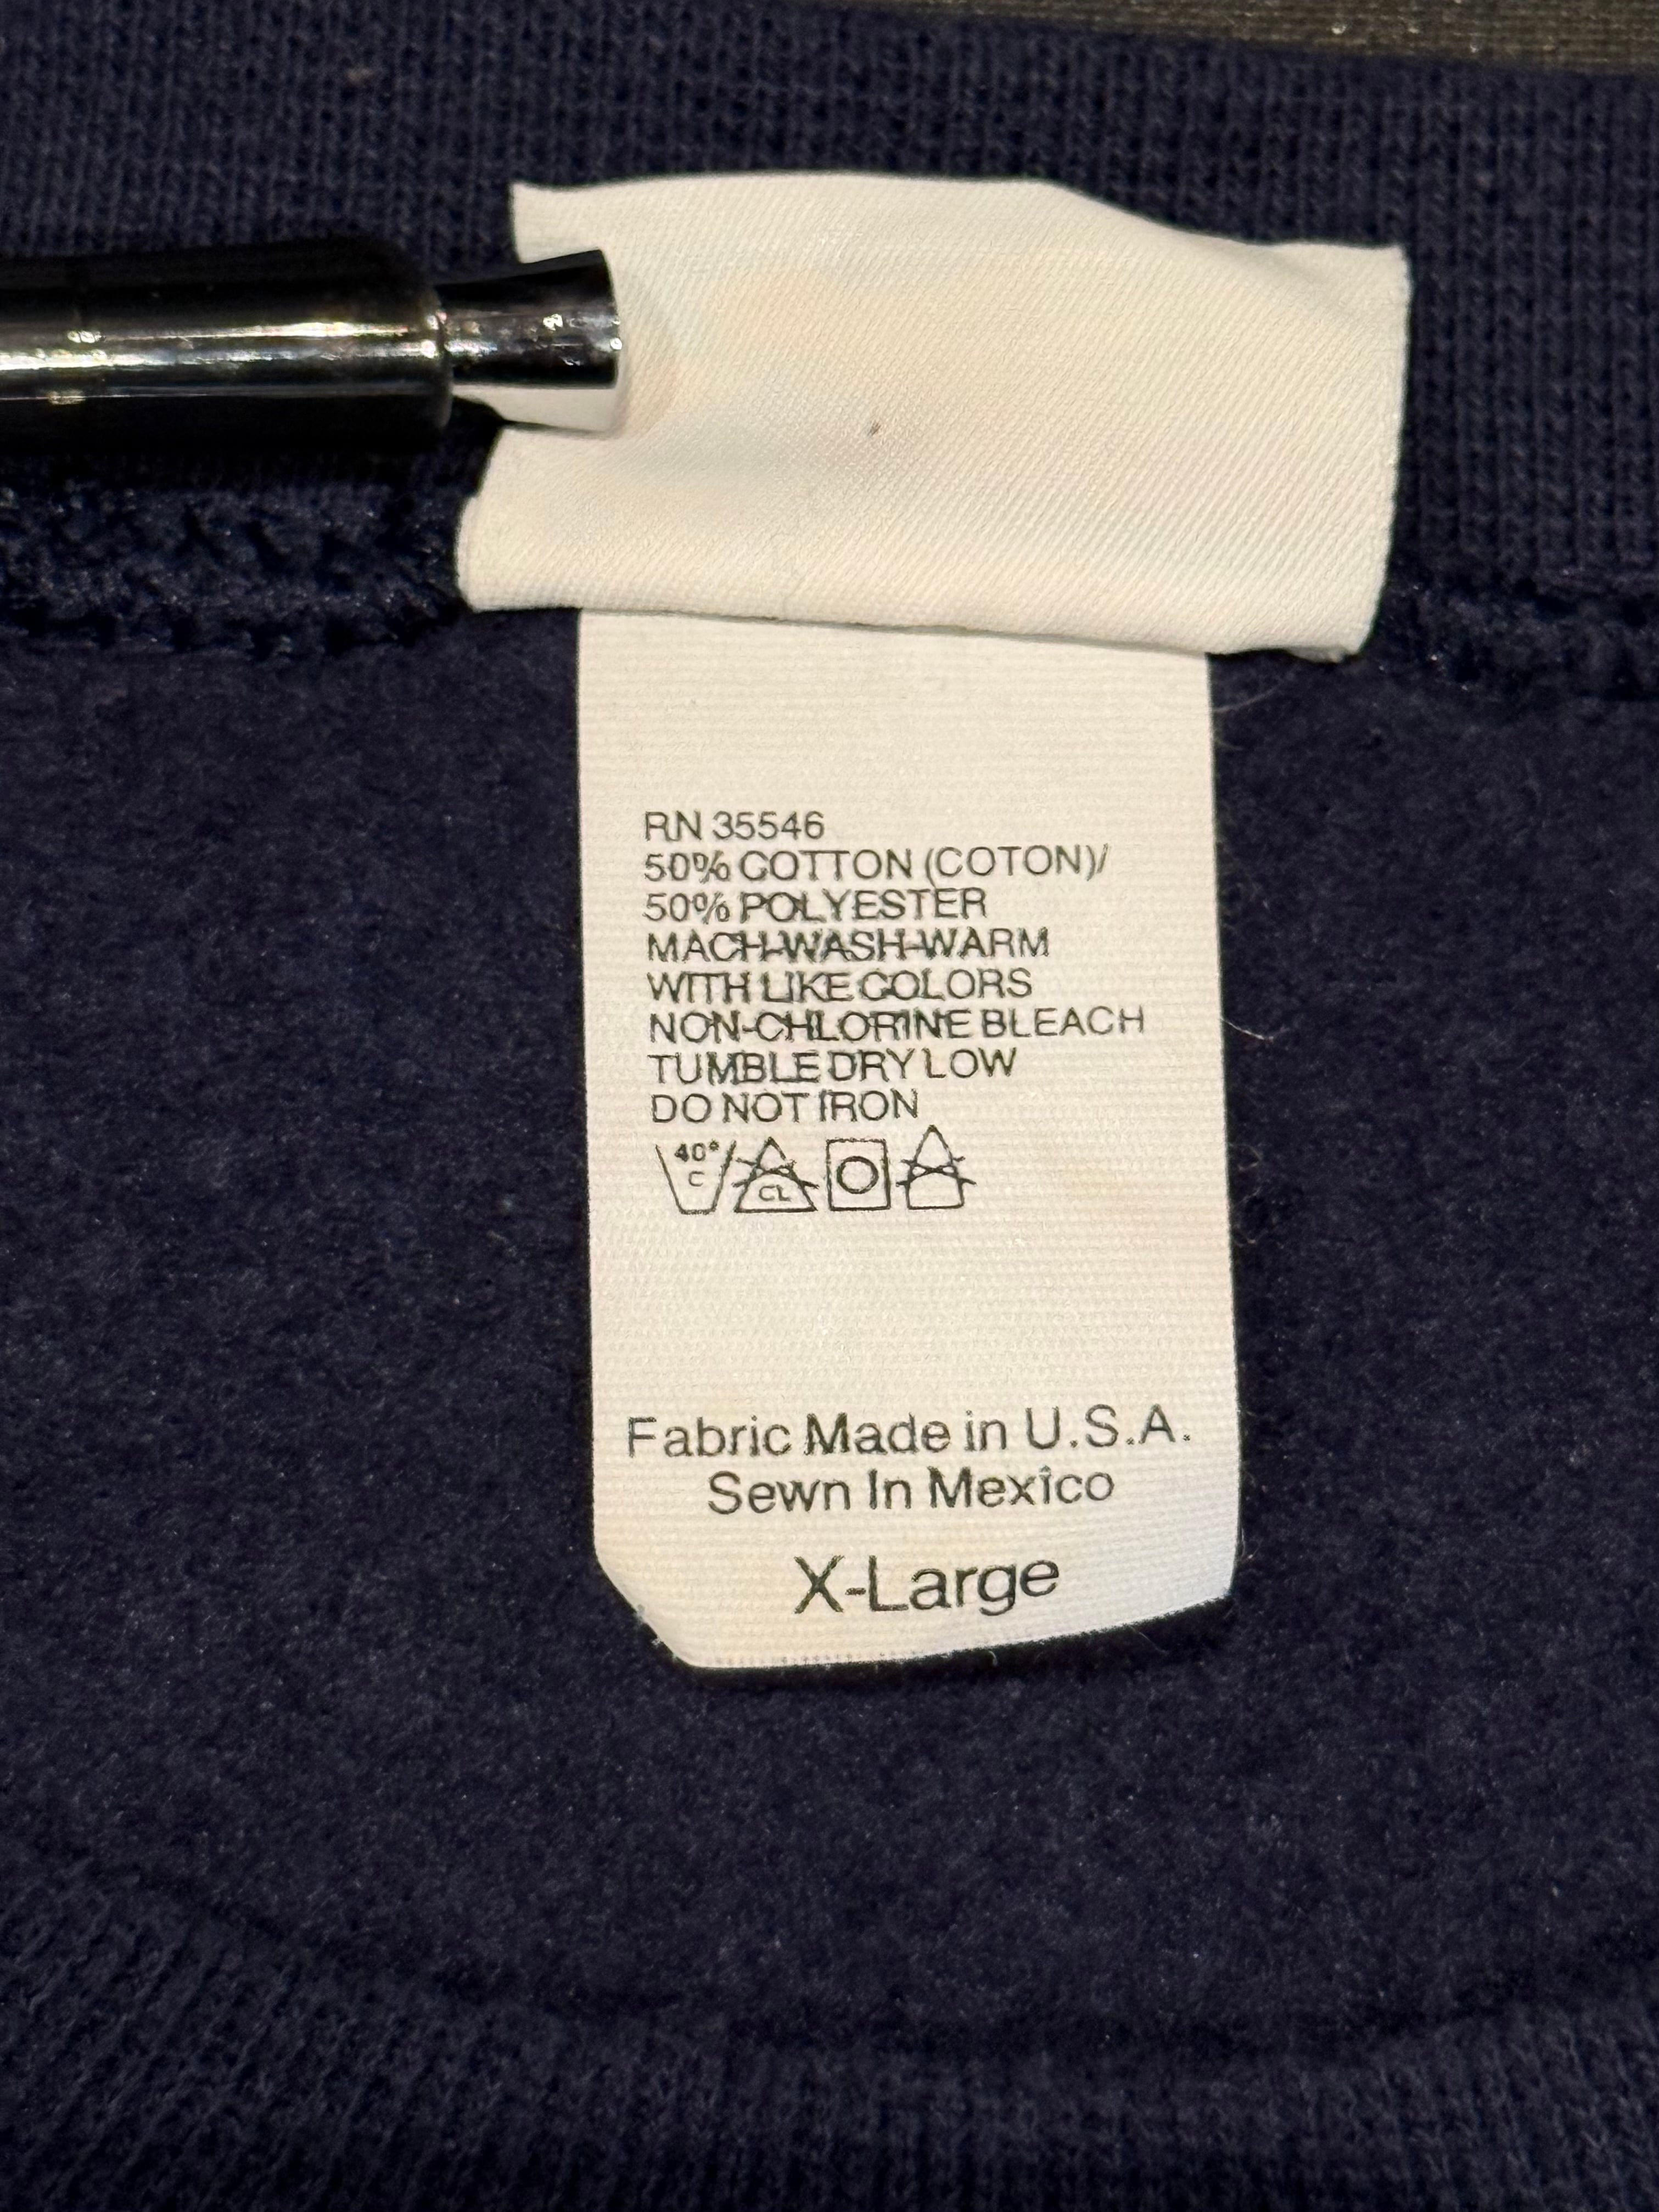 RN 35546
50% COTTON (COTON)/
50% POLYESTER
MACH-WASH-WARM
WITH LIKE COLORS
NON-CHLORINE BLEACH
TUMBLE DRY LOW
DO NOT IRON
40° C CL
Fabric Made in U.S.A.
Sewn In Mexico
X-Large